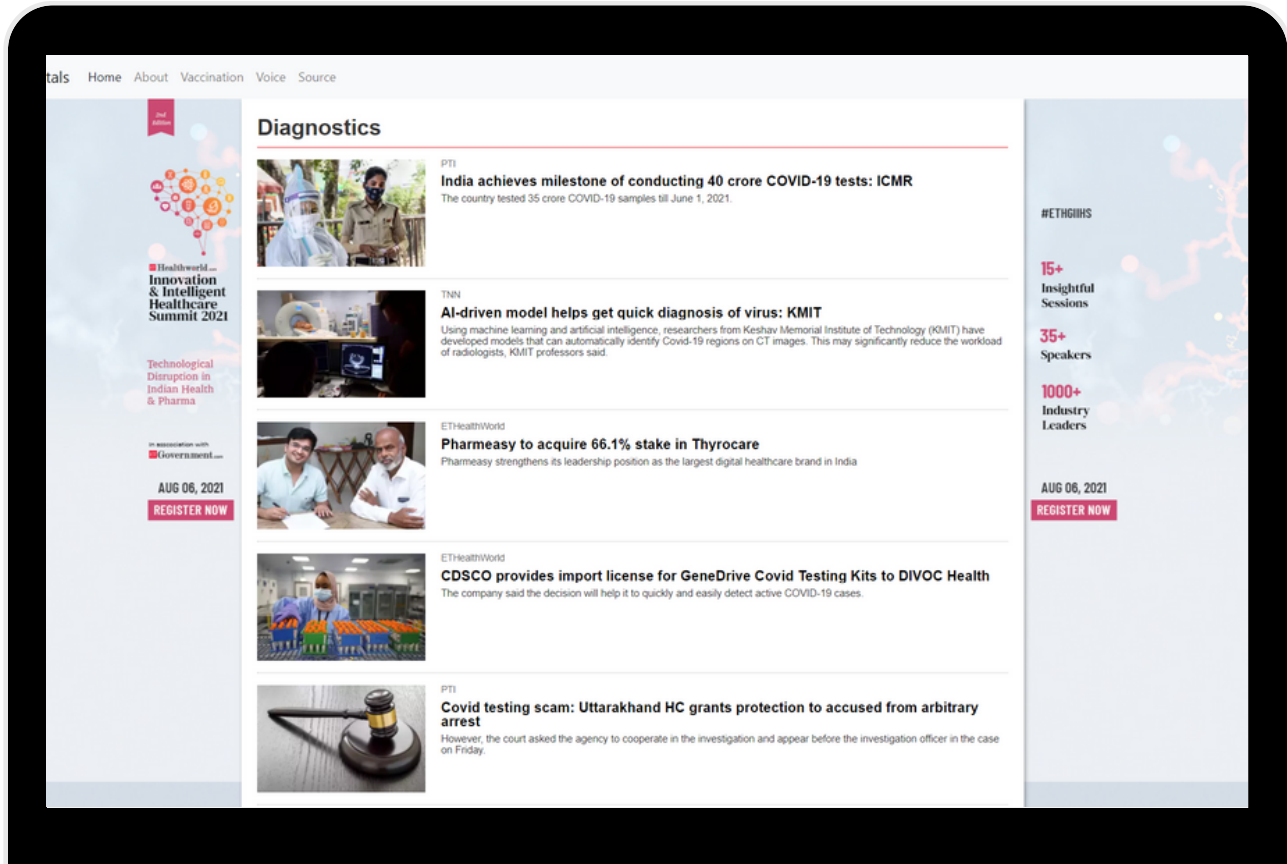 tals Home About Vaccination Voice Source
2nd
Edition
Healthworld.com
Innovation
& Intelligent
Healthcare
Summit 2021
Technological
Disruption in
Indian Health
& Pharma
In association with
Government.com
AUG 06, 2021
REGISTER NOW
Diagnostics
PTI
India achieves milestone of conducting 40 crore COVID-19 tests: ICMR
The country tested 35 crore COVID-19 samples till June 1, 2021.
TNN
AI-driven model helps get quick diagnosis of virus: KMIT
Using machine learning and artificial intelligence, researchers from Keshav Memorial Institute of Technology (KMIT) have
developed models that can automatically identify Covid-19 regions on CT images. This may significantly reduce the workload
of radiologists, KMIT professors said.
ETHealthWorld
Pharmeasy to acquire 66.1% stake in Thyrocare
Pharmeasy strengthens its leadership position as the largest digital healthcare brand in India
ETHealthWorld
CDSCO provides import license for GeneDrive Covid Testing Kits to DIVOC Health
The company said the decision will help it to quickly and easily detect active COVID-19 cases.
PTI
Covid testing scam: Uttarakhand HC grants protection to accused from arbitrary
arrest
However, the court asked the agency to cooperate in the investigation and appear before the investigation officer in the case
on Friday.
#ETHGIIHS
15+
Insightful
Sessions
35+
Speakers
1000+
Industry
Leaders
AUG 06, 2021
REGISTER NOW